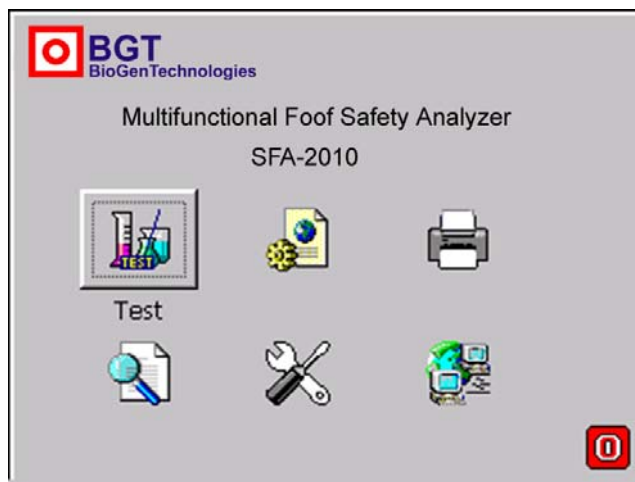 BGT
BioGenTechnologies
Multifunctional Foof Safety Analyzer
SFA-2010
TEST
Test